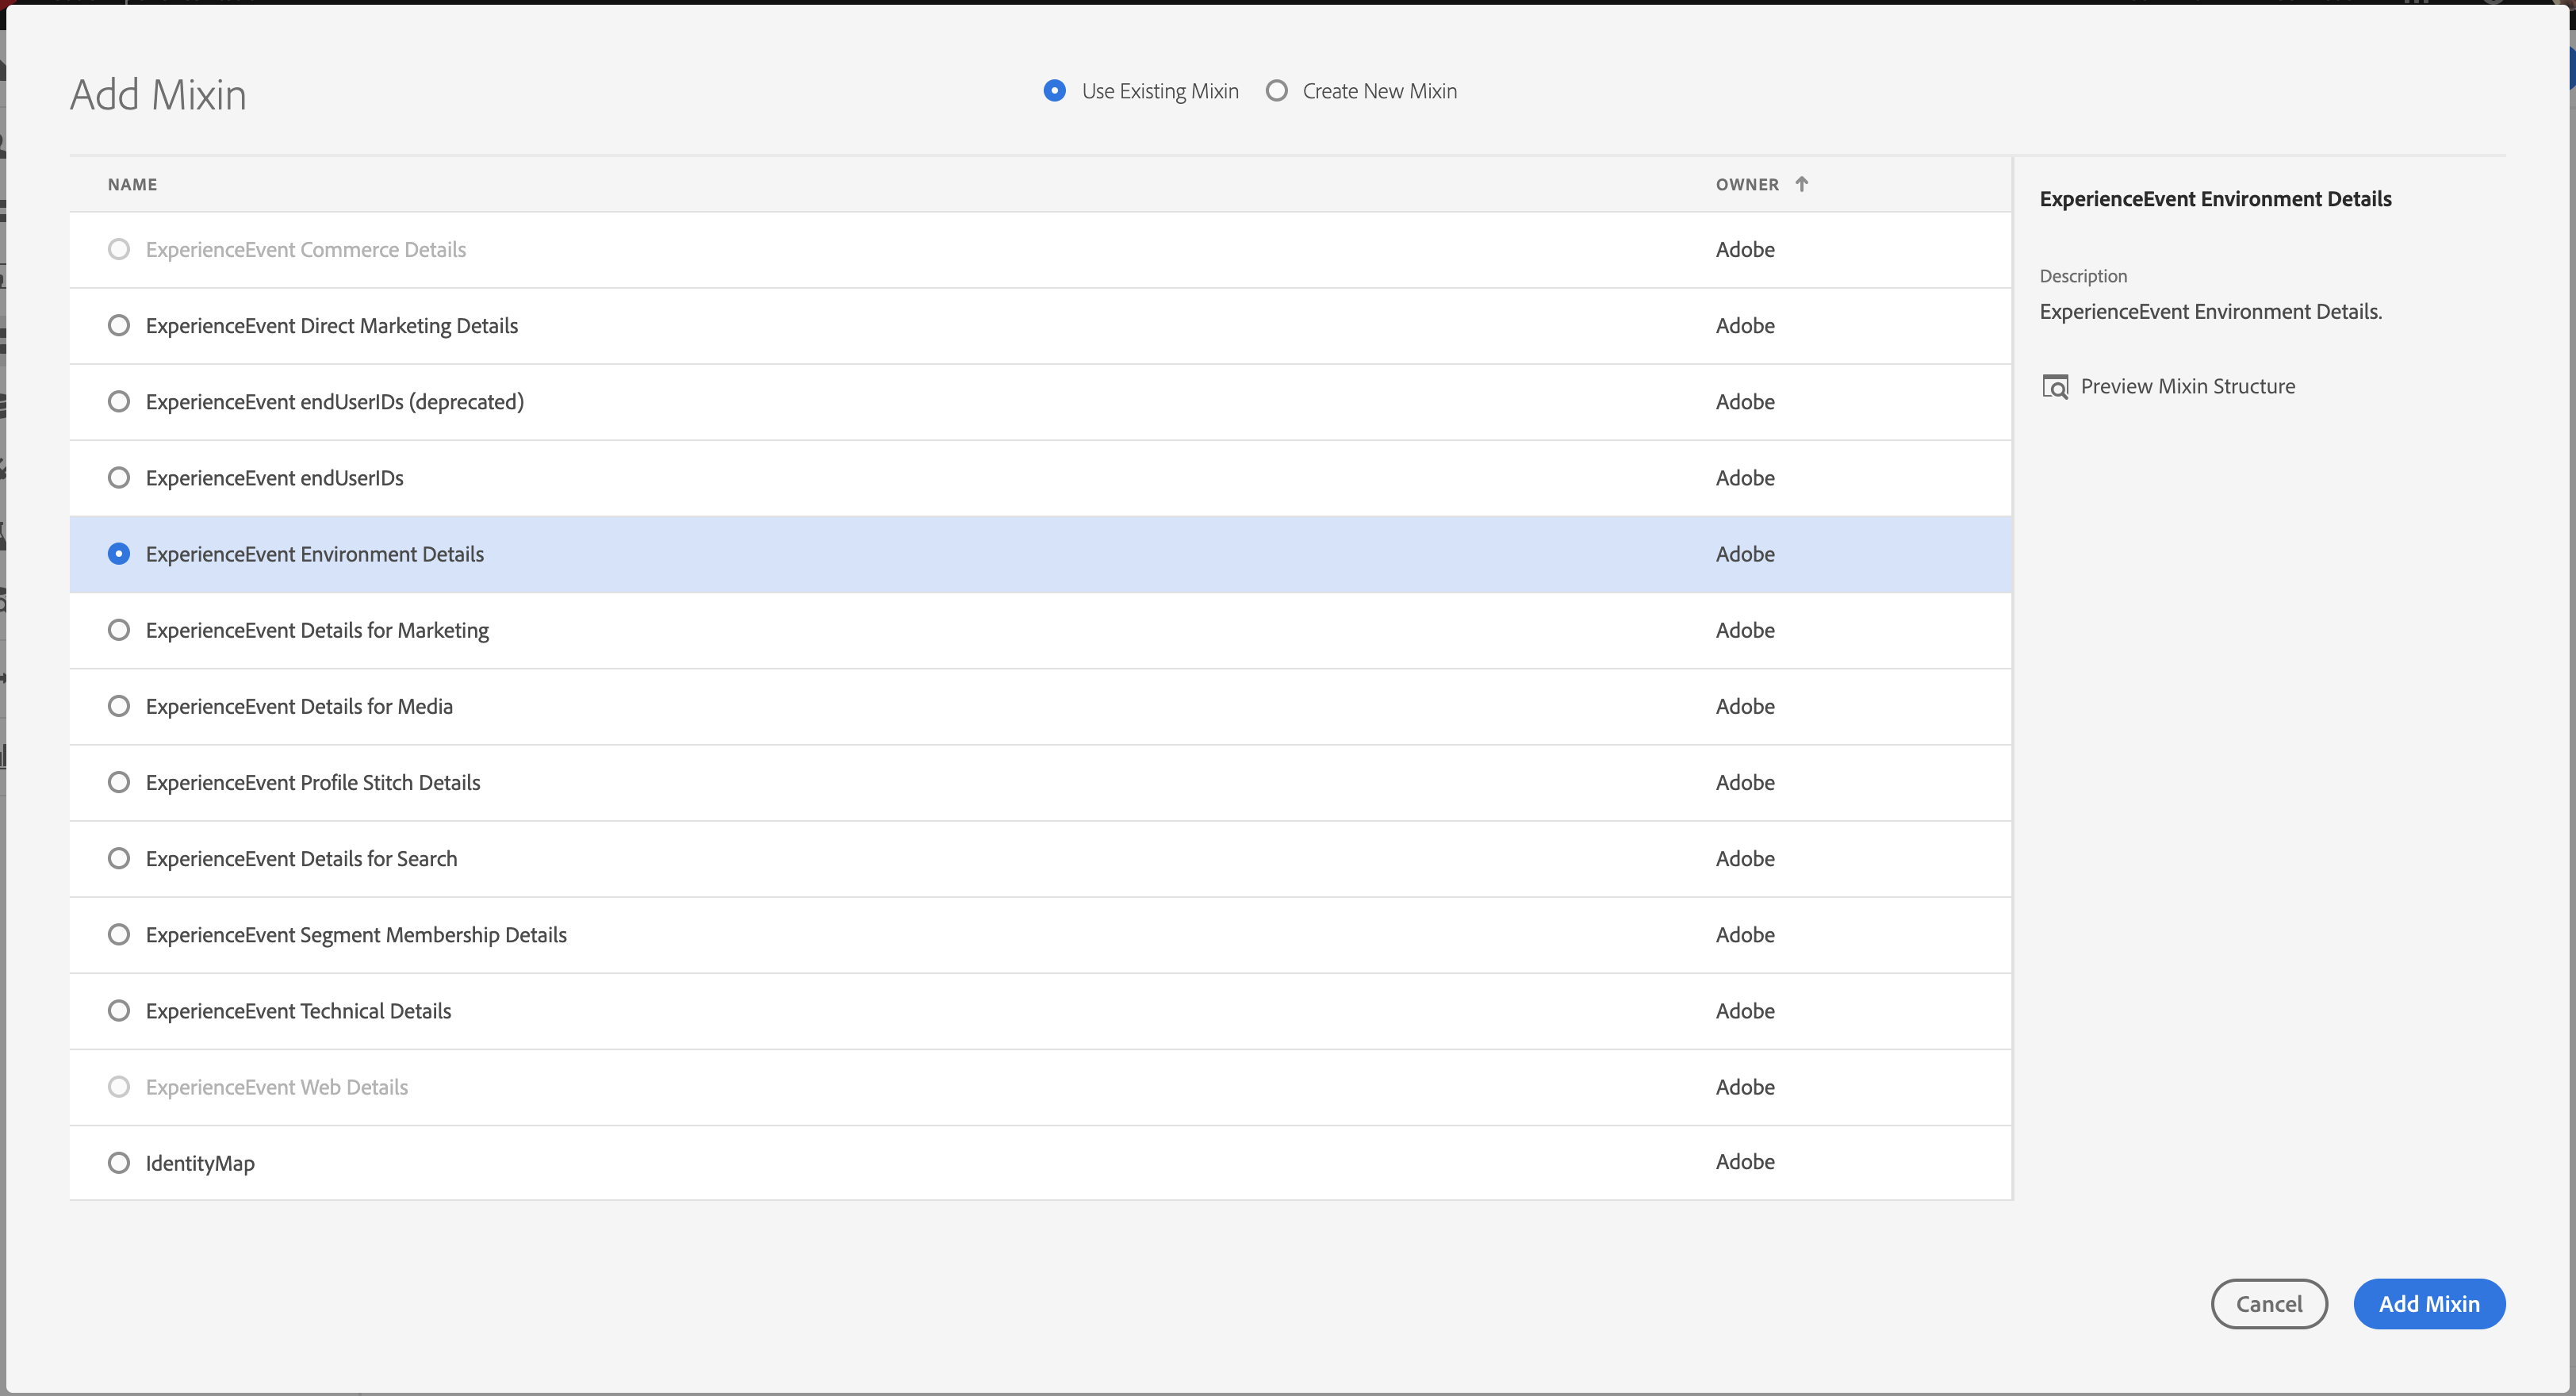 Add Mixin
Use Existing Mixin
Create New Mixin
NAME
OWNER
ExperienceEvent Commerce Details
Adobe
ExperienceEvent Direct Marketing Details
Adobe
ExperienceEvent endUserIDs (deprecated)
Adobe
ExperienceEvent endUserIDs
Adobe
ExperienceEvent Environment Details
Adobe
ExperienceEvent Details for Marketing
Adobe
ExperienceEvent Details for Media
Adobe
ExperienceEvent Profile Stitch Details
Adobe
ExperienceEvent Details for Search
Adobe
ExperienceEvent Segment Membership Details
Adobe
ExperienceEvent Technical Details
Adobe
ExperienceEvent Web Details
Adobe
IdentityMap
Adobe
ExperienceEvent Environment Details
Description
ExperienceEvent Environment Details.
Preview Mixin Structure
Cancel
Add Mixin